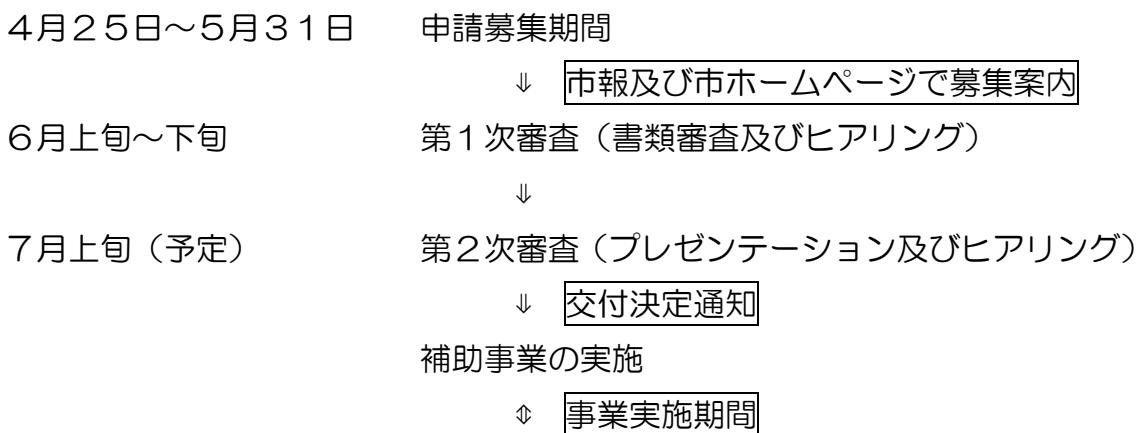 ４月２５日～５月３１日　申請募集期間
⇓　市報及び市ホームページで募集案内
６月上旬～下旬　第１次審査（書類審査及びヒアリング）
⇓
７月上旬（予定）　第２次審査（プレゼンテーション及びヒアリング）
⇓　交付決定通知
補助事業の実施
⇕　事業実施期間